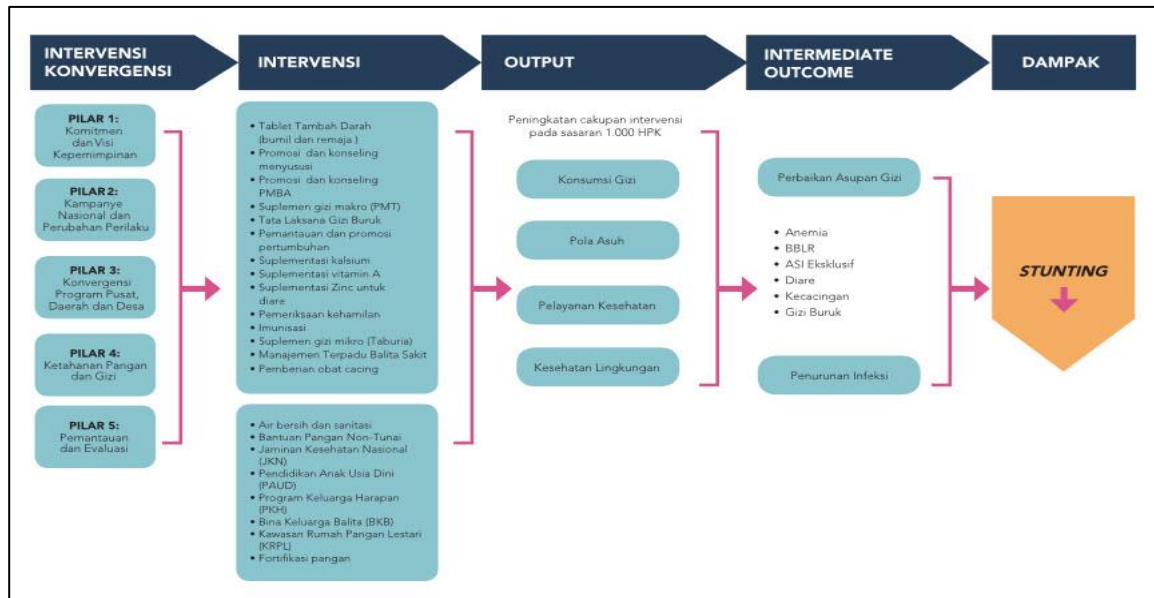 INTERVENSI
KONVERGENSI
INTERVENSI
OUTPUT
INTERMEDIATE
OUTCOME
DAMPAK
PILAR 1:
Komitmen
dan Visi
Kepemimpinan
PILAR 2:
Kampanye
Nasional dan
Perubahan Perilaku
PILAR 3:
Konvergensi
Program Pusat,
Daerah dan Desa
PILAR 4:
Ketahanan Pangan
dan Gizi
PILAR 5:
Pemantauan
dan Evaluasi
• Tablet Tambah Darah
(bumil dan remaja )
• Promosi dan konseling
menyususi
• Promosi dan konseling
PMBA
• Suplemen gizi makro (PMT)
• Tata Laksana Gizi Buruk
• Pemantauan dan promosi
pertumbuhan
• Suplementasi kalsium
• Suplementasi vitamin A
• Suplementasi Zinc untuk
diare
• Pemeriksaan kehamilan
• Imunisasi
• Suplemen gizi mikro (Taburia)
• Manajemen Terpadu Balita Sakit
• Pemberian obat cacing
• Air bersih dan sanitasi
• Bantuan Pangan Non-Tunai
• Jaminan Kesehatan Nasional
(JKN)
• Pendidikan Anak Usia Dini
(PAUD)
• Program Keluarga Harapan
(PKH)
• Bina Keluarga Balita (BKB)
• Kawasan Rumah Pangan Lestari
(KRPL)
• Fortifikasi pangan
Peningkatan cakupan intervensi
pada sasaran 1.000 HPK
Konsumsi Gizi
Pola Asuh
Pelayanan Kesehatan
Kesehatan Lingkungan
Perbaikan Asupan Gizi
• Anemia
• BBLR
• ASI Eksklusif
• Diare
• Kecacingan
• Gizi Buruk
Penurunan Infeksi
STUNTING